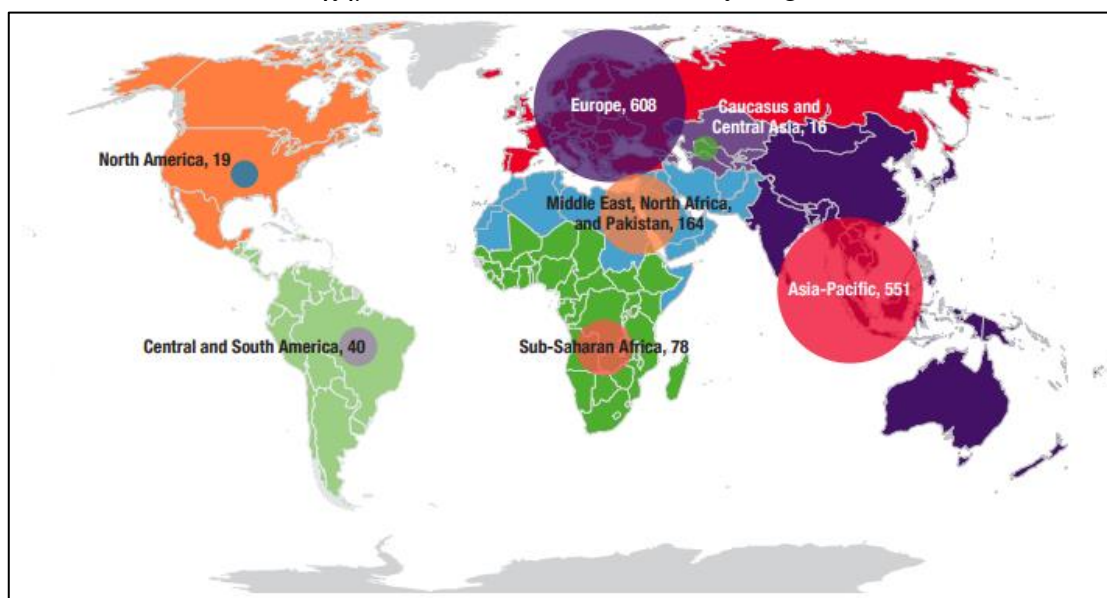 Europe, 608
Caucasus and
Central Asia, 16
North America, 19
Middle East, North Africa,
and Pakistan, 164
Asia-Pacific, 551
Central and South America, 40
Sub-Saharan Africa, 78